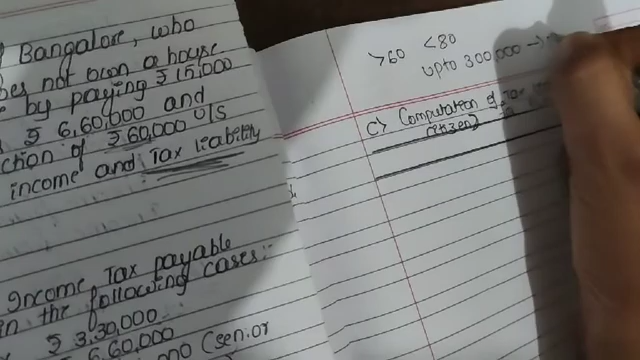 Bangalore, who
not own a house
by paying ₹ 15,000
₹ 6,60,000 and
ction of ₹ 60,000 U/S
income and Tax liability
Income Tax payable
in the following cases:-
₹ 3,30,000
6,60,000
000 (senior
>60 <80
upto 300,000 →
c) Computation of Tax
citizen)